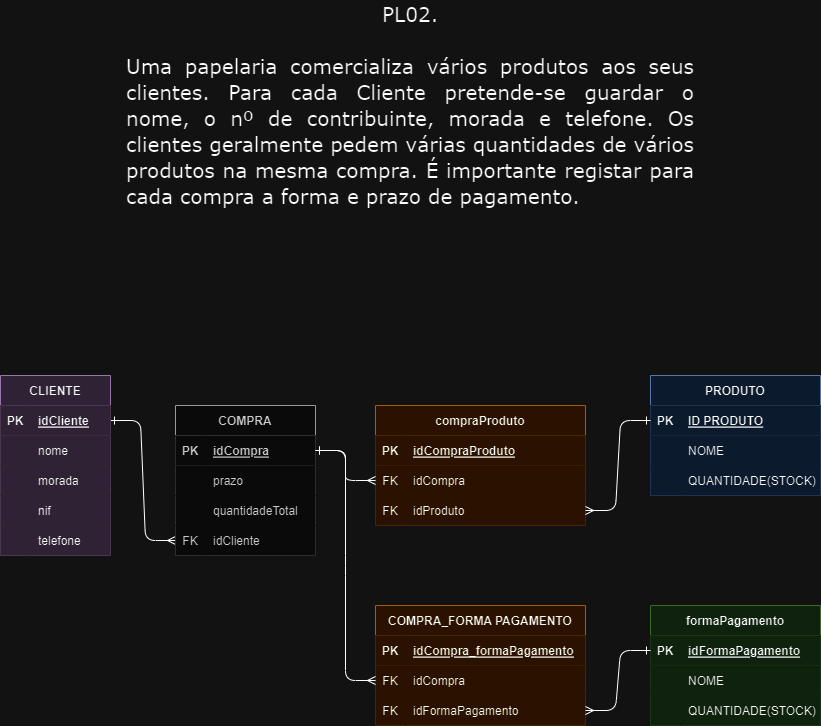 PL02.
Uma papelaria comercializa vários produtos aos seus
clientes. Para cada Cliente pretende-se guardar o
nome, o nº de contribuinte, morada e telefone. Os
clientes geralmente pedem várias quantidades de vários
produtos na mesma compra. É importante registar para
cada compra a forma e prazo de pagamento.
CLIENTE
PK idCliente
nome
morada
nif
telefone
COMPRA
PK idCompra
prazo
quantidadeTotal
FK idCliente
compraProduto
PK idCompraProduto
FK idCompra
FK idProduto
PRODUTO
PK ID PRODUTO
NOME
QUANTIDADE(STOCK)
COMPRA_FORMA PAGAMENTO
PK idCompra_formaPagamento
FK idCompra
FK idFormaPagamento
formaPagamento
PK idFormaPagamento
NOME
QUANTIDADE(STOCK)